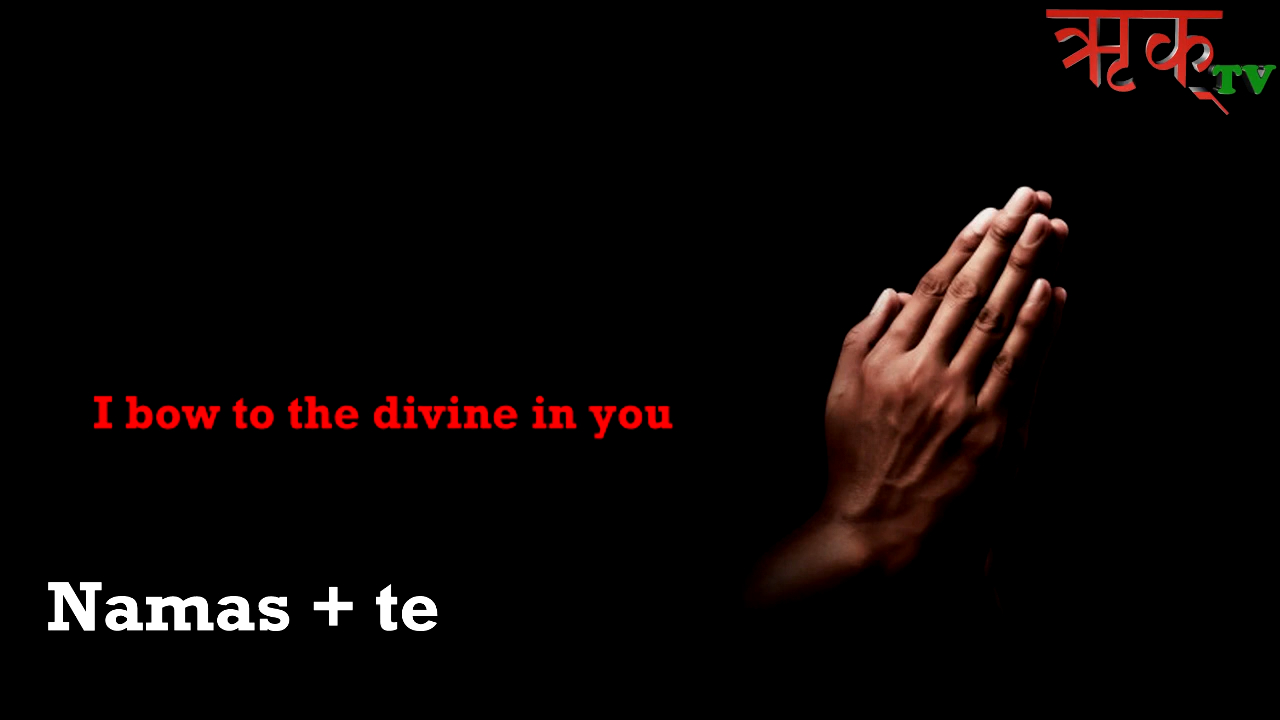 ऋक् TV
I bow to the divine in you
Namas + te